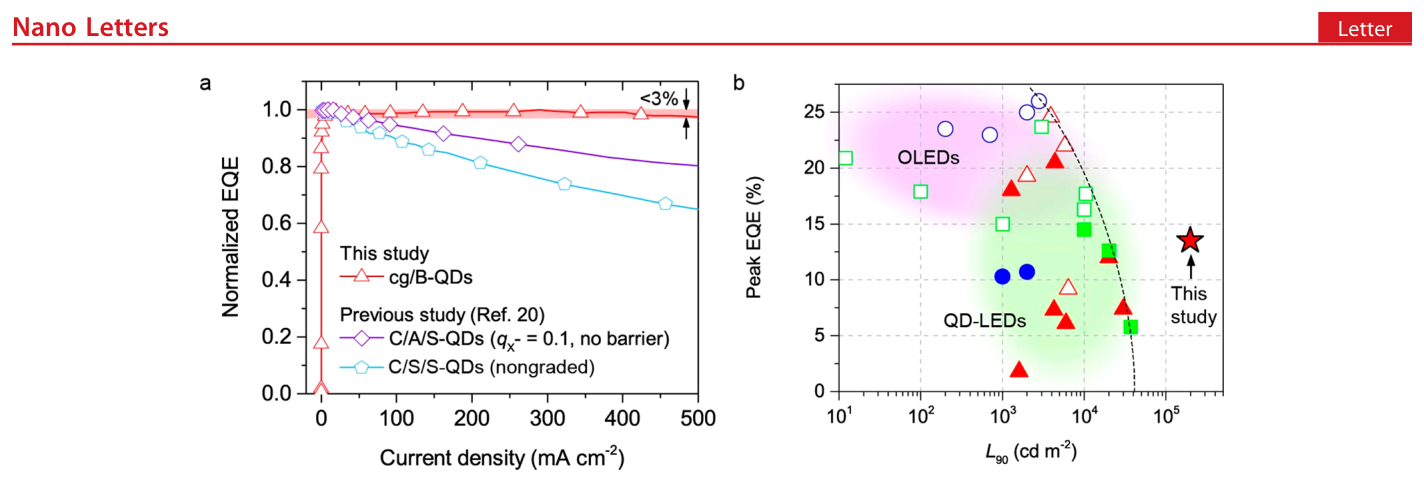 Nano Letters
Letter
a
Normalized EQE
1.0
0.8
0.6
0.4
0.2
0.0
<3%
This study
cg/B-QDs
Previous study (Ref. 20)
C/A/S-QDs (qx- = 0.1, no barrier)
C/S/S-QDs (nongraded)
0 100 200 300 400 500
Current density (mA cm-2)
b
Peak EQE (%)
25
20
15
10
5
0
OLEDs
QD-LEDs
This
study
10^1 10^2 10^3 10^4 10^5
L90 (cd m-2)